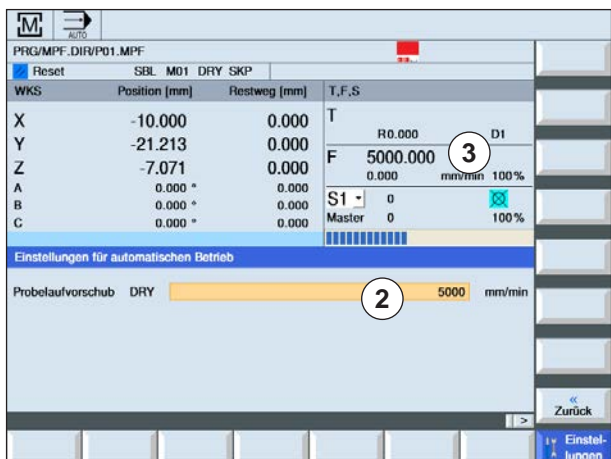 M AUTO
PRG/MPF.DIR/P01.MPF
Reset SBL M01 DRY SKP
WKS Position [mm] Restweg [mm] T,F,S
X -10.000 0.000
Y -21.213 0.000
Z -7.071 0.000
A 0.000 ° 0.000
B 0.000 ° 0.000
C 0.000 ° 0.000
T
R0.000 D1
F 5000.000 3
0.000 mm/min 100%
S1 0
Master 0 100%
Einstellungen für automatischen Betrieb
Probelaufvorschub DRY 2 5000 mm/min
« 
Zurück
>
Einstel-
lungen